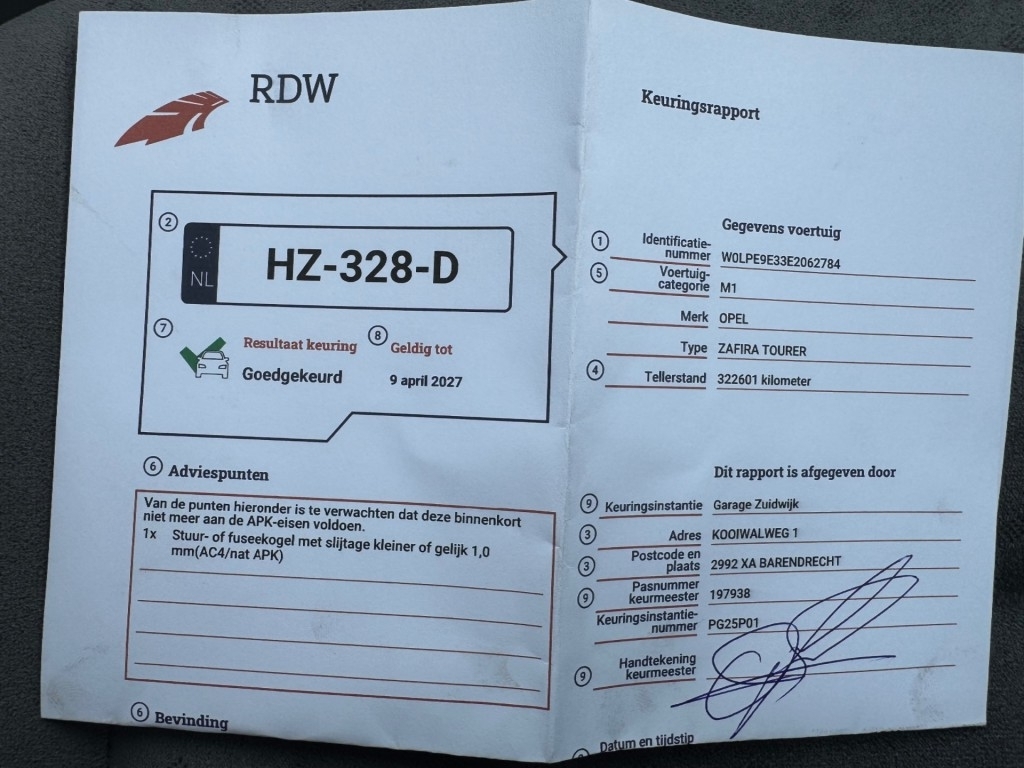 RDW
2
NL
HZ-328-D
7
Resultaat keuring
Goedgekeurd
8
Geldig tot
9 april 2027
6 Adviespunten
Van de punten hieronder is te verwachten dat deze binnenkort
niet meer aan de APK-eisen voldoen.
1x Stuur- of fuseekogel met slijtage kleiner of gelijk 1,0
mm(AC4/nat APK)
6 Bevinding
Keuringsrapport
Gegevens voertuig
1 Identificatie-
nummer W0LPE9E33E2062784
5 Voertuig-
categorie M1
Merk OPEL
Type ZAFIRA TOURER
4 Tellerstand 322601 kilometer
Dit rapport is afgegeven door
9 Keuringsinstantie Garage Zuidwijk
3 Adres KOOIWALWEG 1
3 Postcode en
plaats 2992 XA BARENDRECHT
9 Pasnummer
keurmeester 197938
Keuringsinstantie-
nummer PG25P01
9 Handtekening
keurmeester
Datum en tijdstip